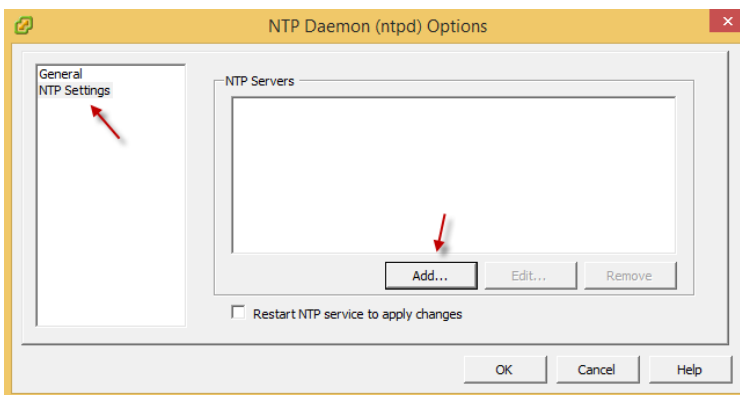 NTP Daemon (ntpd) Options
General
NTP Settings
NTP Servers
Add...
Edit...
Remove
Restart NTP service to apply changes
OK
Cancel
Help